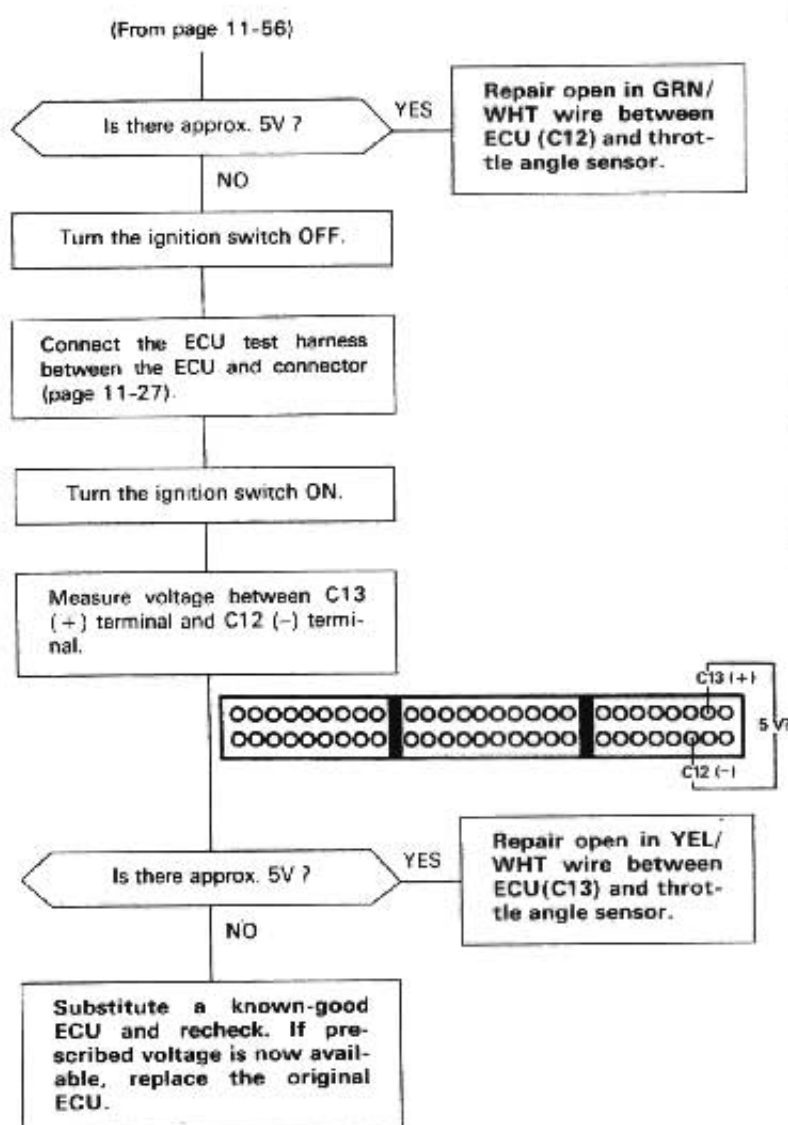 (From page 11-56)
Is there approx. 5V ?
YES
Repair open in GRN/
WHT wire between
ECU (C12) and throt-
tle angle sensor.
NO
Turn the ignition switch OFF.
Connect the ECU test harness
between the ECU and connector
(page 11-27).
Turn the ignition switch ON.
Measure voltage between C13
(+) terminal and C12 (–) termi-
nal.
C13 (+)
5 V?
C12 (–)
Is there approx. 5V ?
YES
Repair open in YEL/
WHT wire between
ECU(C13) and throt-
tle angle sensor.
NO
Substitute a known-good
ECU and recheck. If pre-
scribed voltage is now avail-
able, replace the original
ECU.